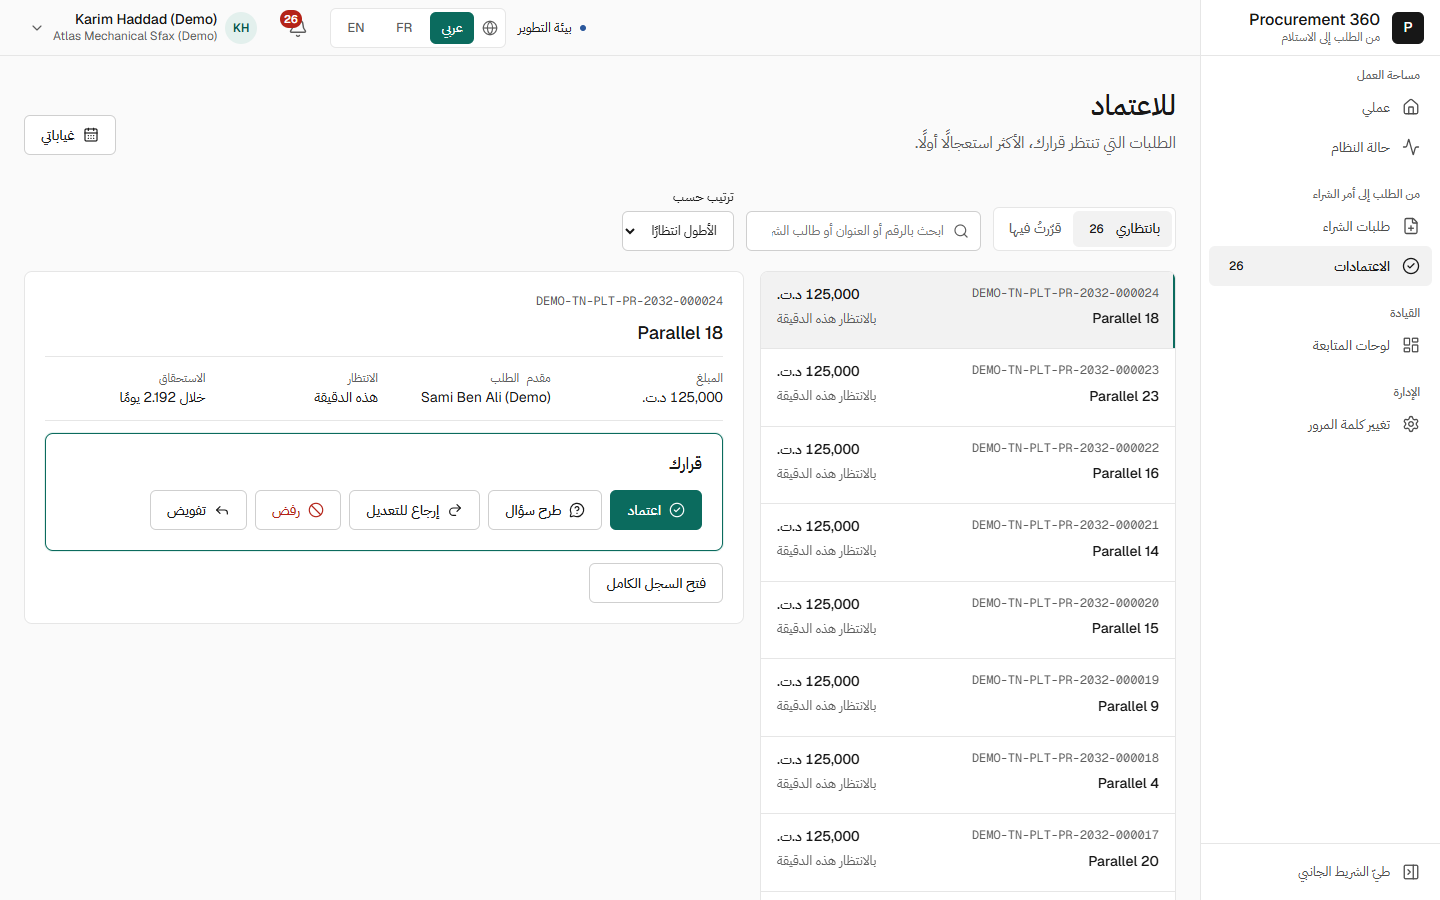 Procurement 360
P
من الطلب إلى الاستلام
بيئة التطوير
عربي
FR
EN
26
KH
Karim Haddad (Demo)
Atlas Mechanical Sfax (Demo)
مساحة العمل
عملي
حالة النظام
من الطلب إلى أمر الشراء
طلبات الشراء
الاعتمادات 26
القيادة
لوحات المتابعة
الإدارة
تغيير كلمة المرور
طيّ الشريط الجانبي
للاعتماد
الطلبات التي تنتظر قرارك، الأكثر استعجالًا أولًا.
غياباتي
بانتظاري 26
قرّرتُ فيها
ابحث بالرقم أو العنوان أو طالب الشر
ترتيب حسب
الأطول انتظارًا
DEMO-TN-PLT-PR-2032-000024 125,000 د.ت.
Parallel 18 بالانتظار هذه الدقيقة
DEMO-TN-PLT-PR-2032-000023 125,000 د.ت.
Parallel 23 بالانتظار هذه الدقيقة
DEMO-TN-PLT-PR-2032-000022 125,000 د.ت.
Parallel 16 بالانتظار هذه الدقيقة
DEMO-TN-PLT-PR-2032-000021 125,000 د.ت.
Parallel 14 بالانتظار هذه الدقيقة
DEMO-TN-PLT-PR-2032-000020 125,000 د.ت.
Parallel 15 بالانتظار هذه الدقيقة
DEMO-TN-PLT-PR-2032-000019 125,000 د.ت.
Parallel 9 بالانتظار هذه الدقيقة
DEMO-TN-PLT-PR-2032-000018 125,000 د.ت.
Parallel 4 بالانتظار هذه الدقيقة
DEMO-TN-PLT-PR-2032-000017 125,000 د.ت.
Parallel 20 بالانتظار هذه الدقيقة
DEMO-TN-PLT-PR-2032-000024
Parallel 18
المبلغ مقدم الطلب الانتظار الاستحقاق
125,000 د.ت. Sami Ben Ali (Demo) هذه الدقيقة خلال 2.192 يومًا
قرارك
اعتماد
طرح سؤال
إرجاع للتعديل
رفض
تفويض
فتح السجل الكامل